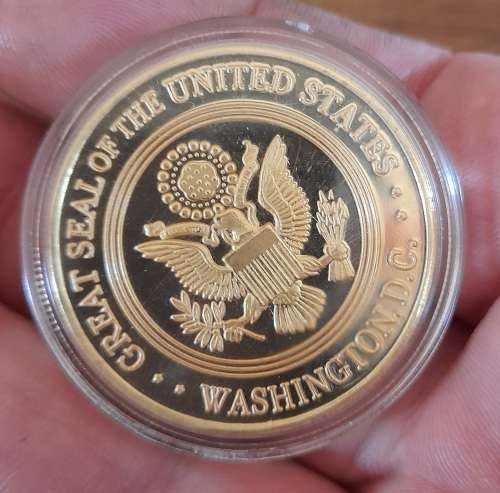 GREAT SEAL OF THE UNITED STATES
WASHINGTON, D.C.,